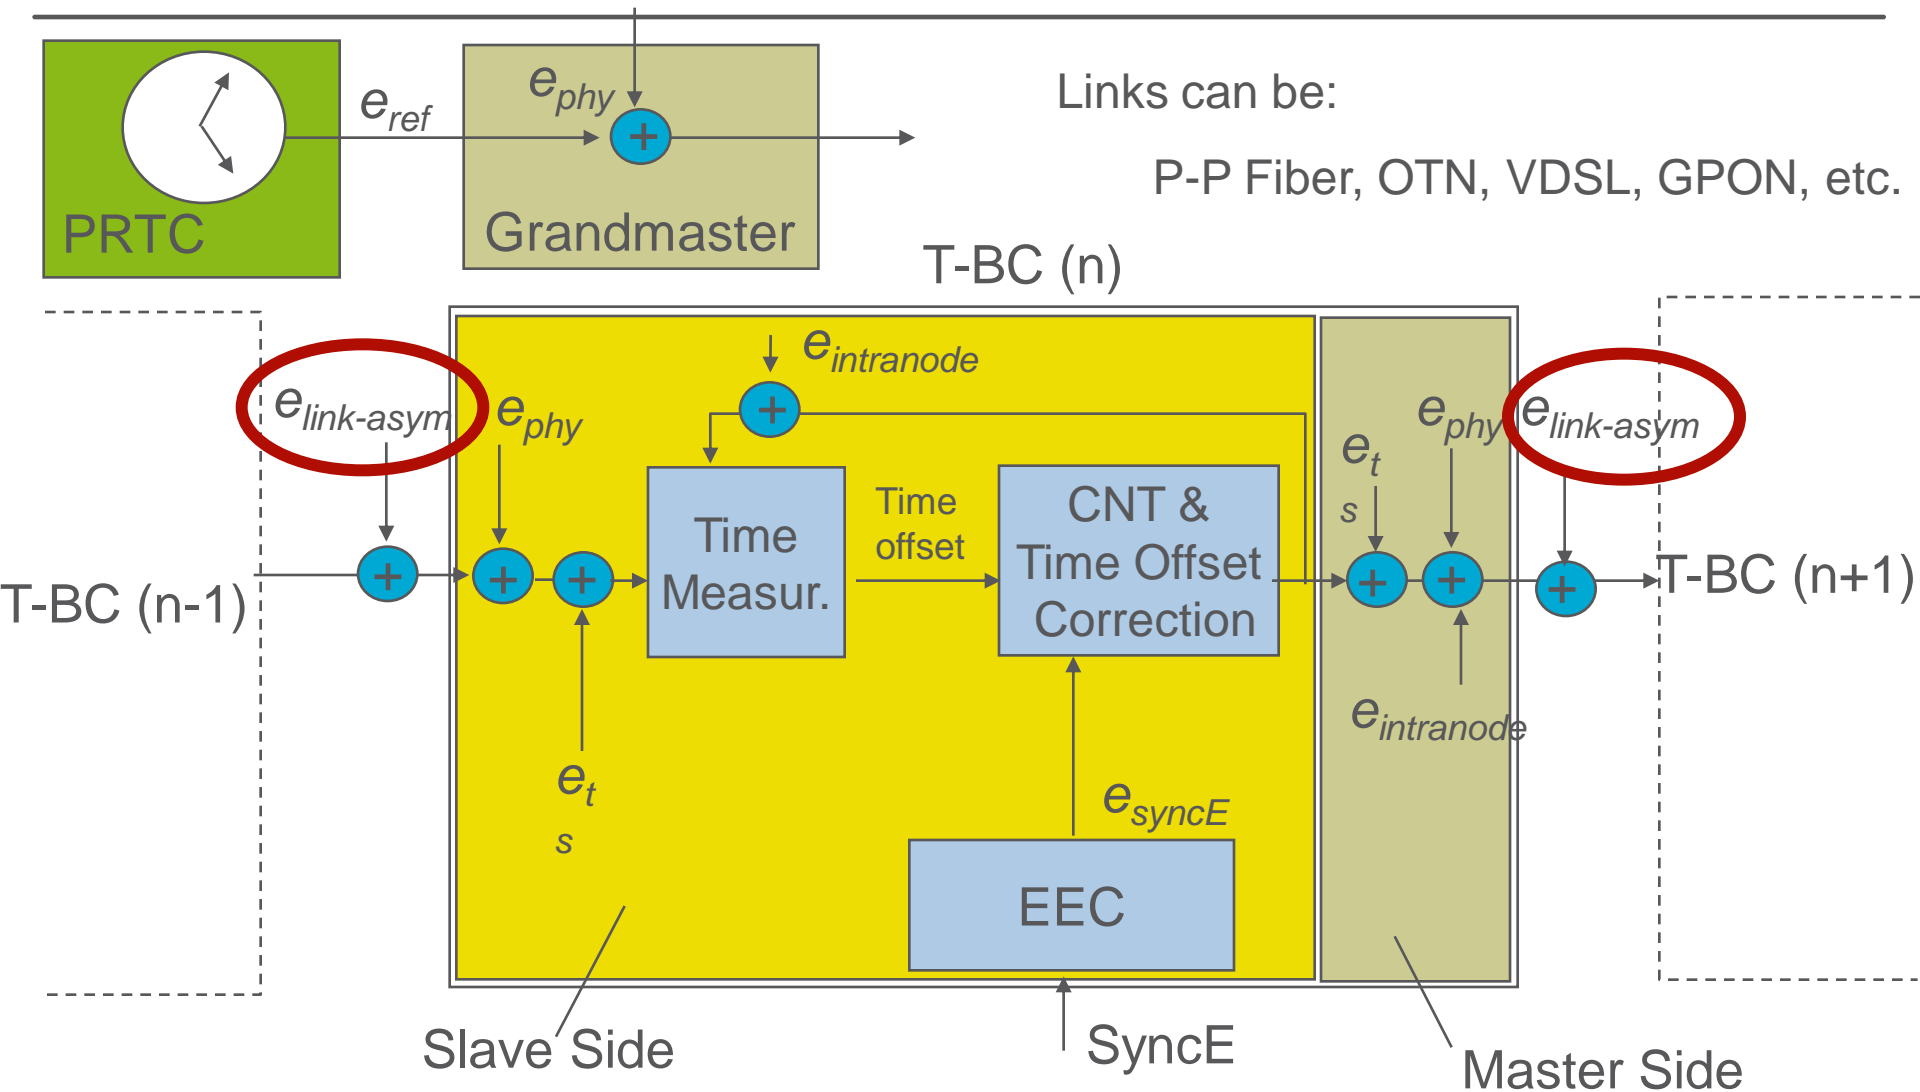 e_ref
e_phy
Links can be:
P-P Fiber, OTN, VDSL, GPON, etc.
PRTC
Grandmaster
T-BC (n)
e_intranode
e_link-asym
e_phy
e_phy
e_link-asym
e_t
s
Time
offset
CNT &
Time Offset
Correction
Time
Measur.
+
+
+
+
+
+
+
+
T-BC (n-1)
T-BC (n+1)
e_intranode
e_t
s
e_syncE
EEC
Slave Side
SyncE
Master Side